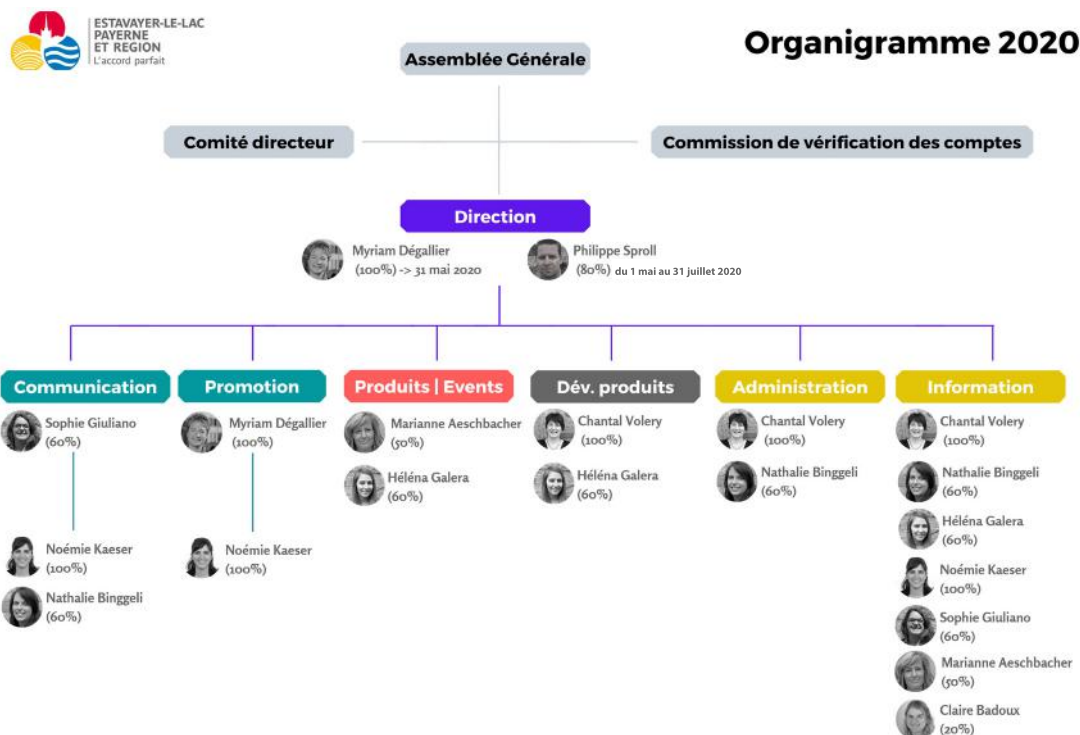 ESTAVAYER-LE-LAC
PAYERNE
ET REGION
L'accord parfait
Organigramme 2020
Assemblée Générale
Comité directeur
Commission de vérification des comptes
Direction
Myriam Dégallier
(100%) -> 31 mai 2020
Philippe Sproll
(80%) du 1 mai au 31 juillet 2020
Communication
Sophie Giuliano
(60%)
Noémie Kaeser
(100%)
Nathalie Binggeli
(60%)
Promotion
Myriam Dégallier
(100%)
Noémie Kaeser
(100%)
Produits | Events
Marianne Aeschbacher
(50%)
Héléna Galera
(60%)
Dév. produits
Chantal Volery
(100%)
Héléna Galera
(60%)
Administration
Chantal Volery
(100%)
Nathalie Binggeli
(60%)
Information
Chantal Volery
(100%)
Nathalie Binggeli
(60%)
Héléna Galera
(60%)
Noémie Kaeser
(100%)
Sophie Giuliano
(60%)
Marianne Aeschbacher
(50%)
Claire Badoux
(20%)